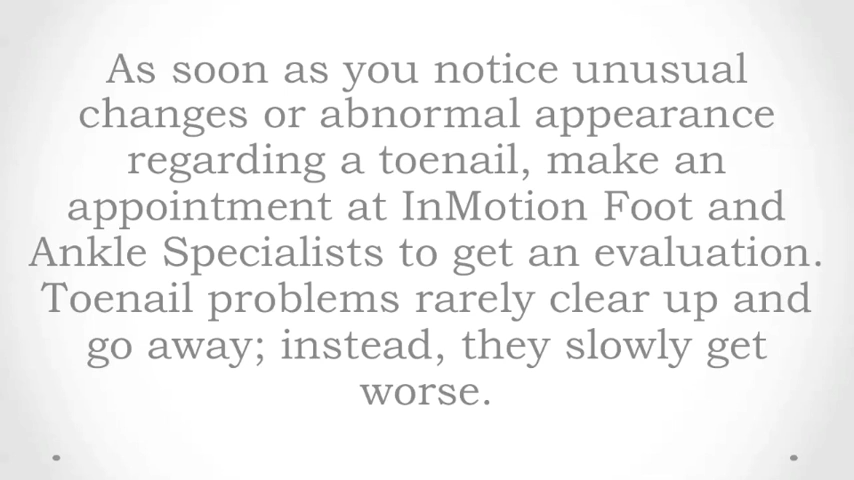 As soon as you notice unusual
changes or abnormal appearance
regarding a toenail, make an
appointment at InMotion Foot and
Ankle Specialists to get an evaluation.
Toenail problems rarely clear up and
go away; instead, they slowly get
worse.